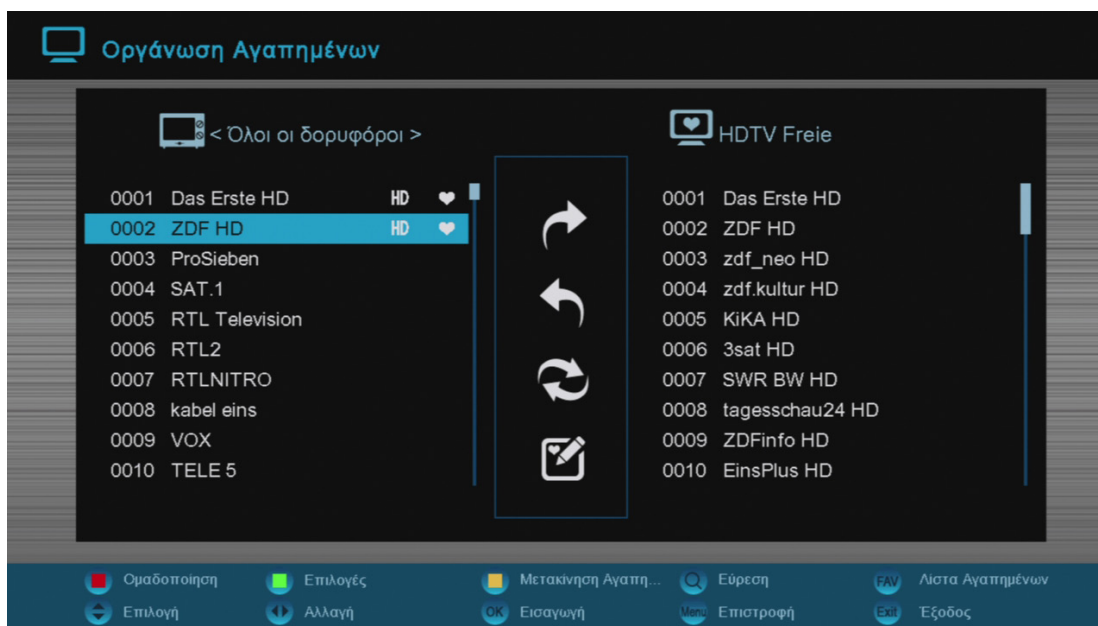 Οργάνωση Αγαπημένων
< Όλοι οι δορυφόροι >
0001 Das Erste HD HD
0002 ZDF HD HD
0003 ProSieben
0004 SAT.1
0005 RTL Television
0006 RTL2
0007 RTLNITRO
0008 kabel eins
0009 VOX
0010 TELE 5
HDTV Freie
0001 Das Erste HD
0002 ZDF HD
0003 zdf_neo HD
0004 zdf.kultur HD
0005 KiKA HD
0006 3sat HD
0007 SWR BW HD
0008 tagesschau24 HD
0009 ZDFinfo HD
0010 EinsPlus HD
Ομαδοποίηση Επιλογές Μετακίνηση Αγαπη... Εύρεση FAV Λίστα Αγαπημένων
Επιλογή Αλλαγή OK Εισαγωγή Menu Επιστροφή Exit Έξοδος